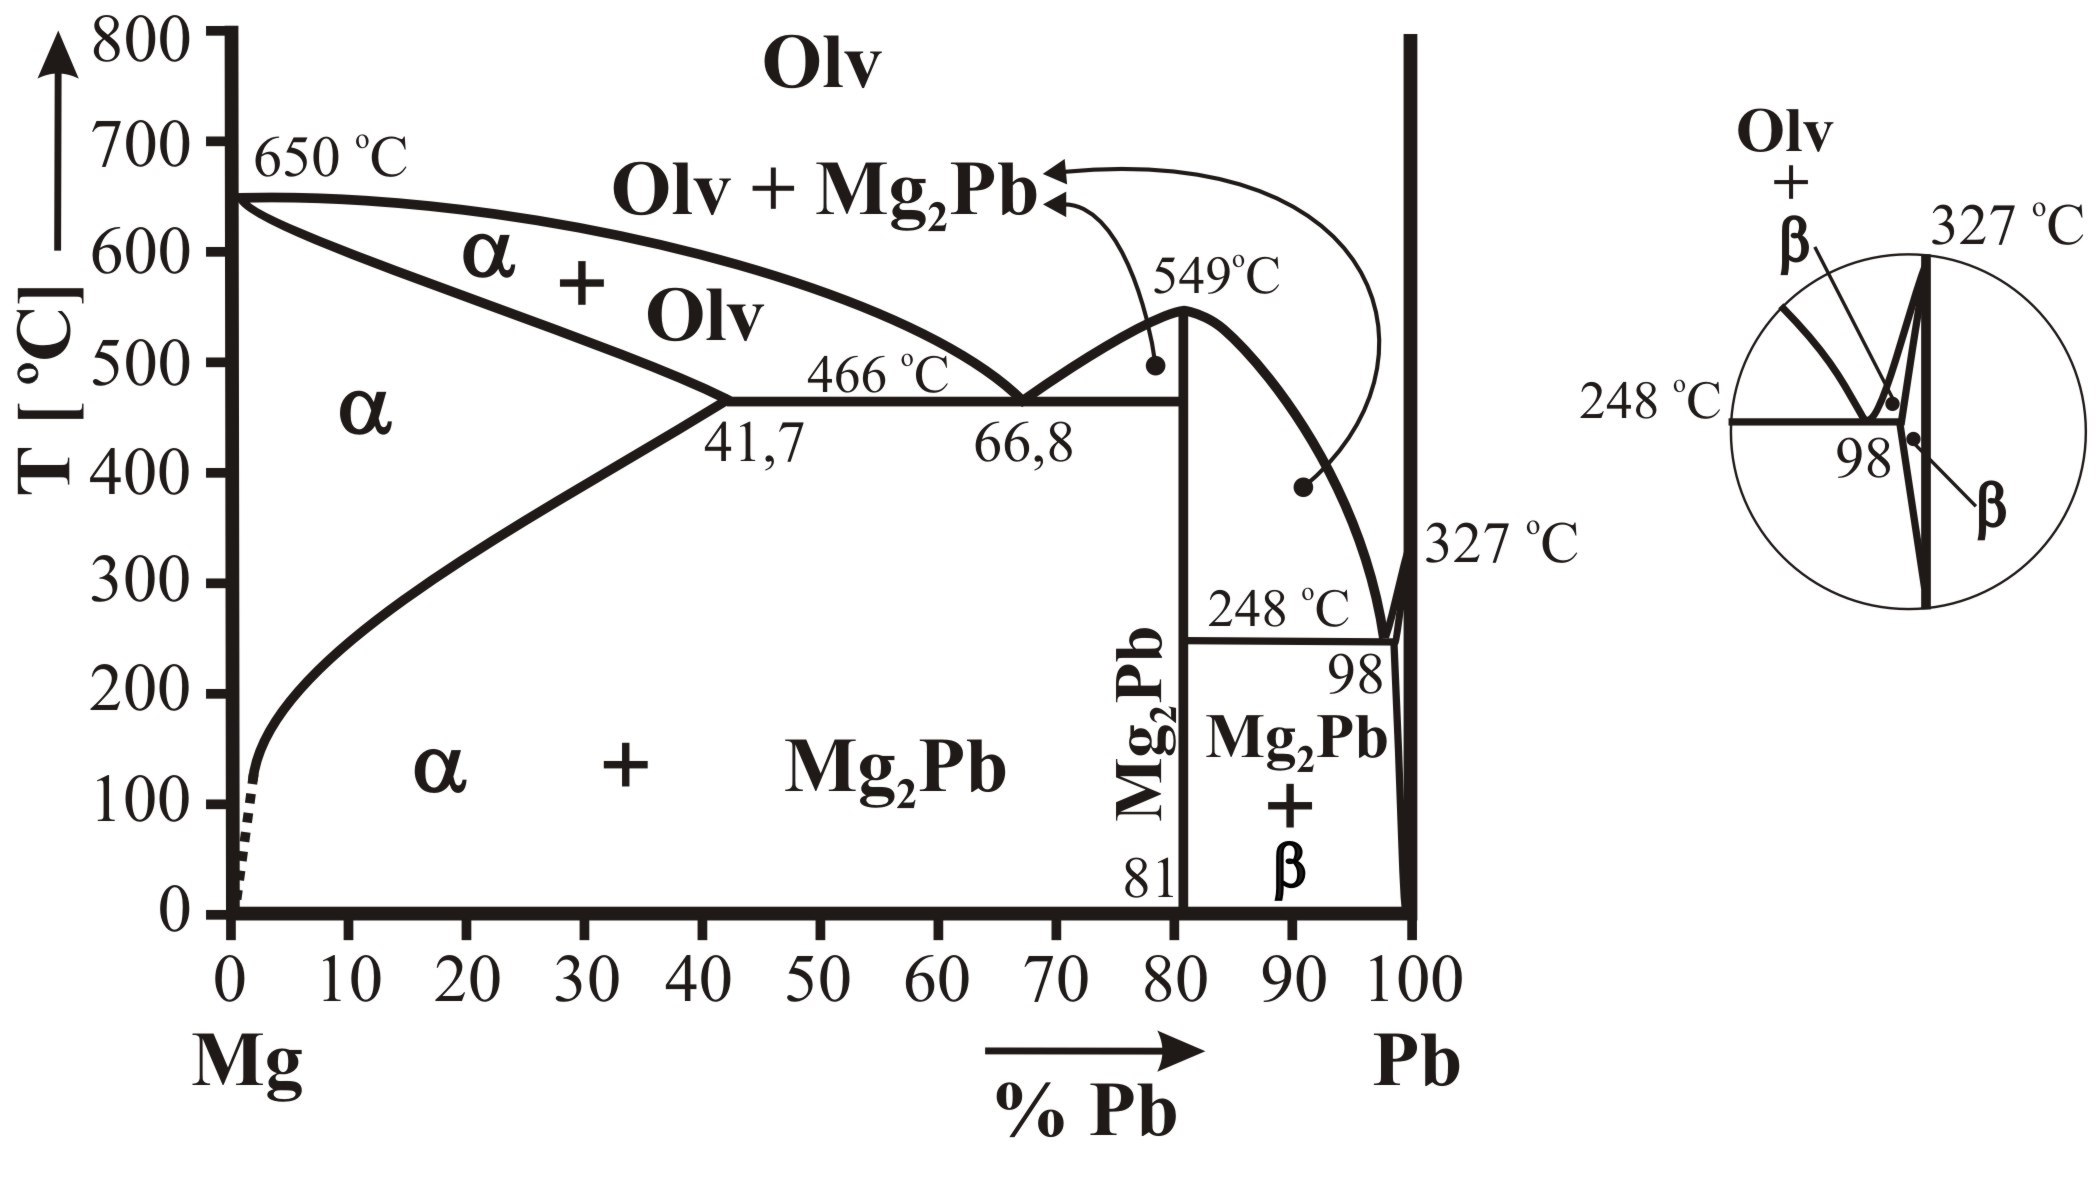 800
700
600
500
400
300
200
100
0
T [ °C]
Olv
650 °C
Olv + Mg₂Pb
α + Olv
549°C
466 °C
α
41,7
66,8
327 °C
248 °C
98
Mg₂Pb
Mg₂Pb
+
β
α + Mg₂Pb
81
0 10 20 30 40 50 60 70 80 90 100
Mg
Pb
% Pb
Olv
+
β
327 °C
248 °C
98
β